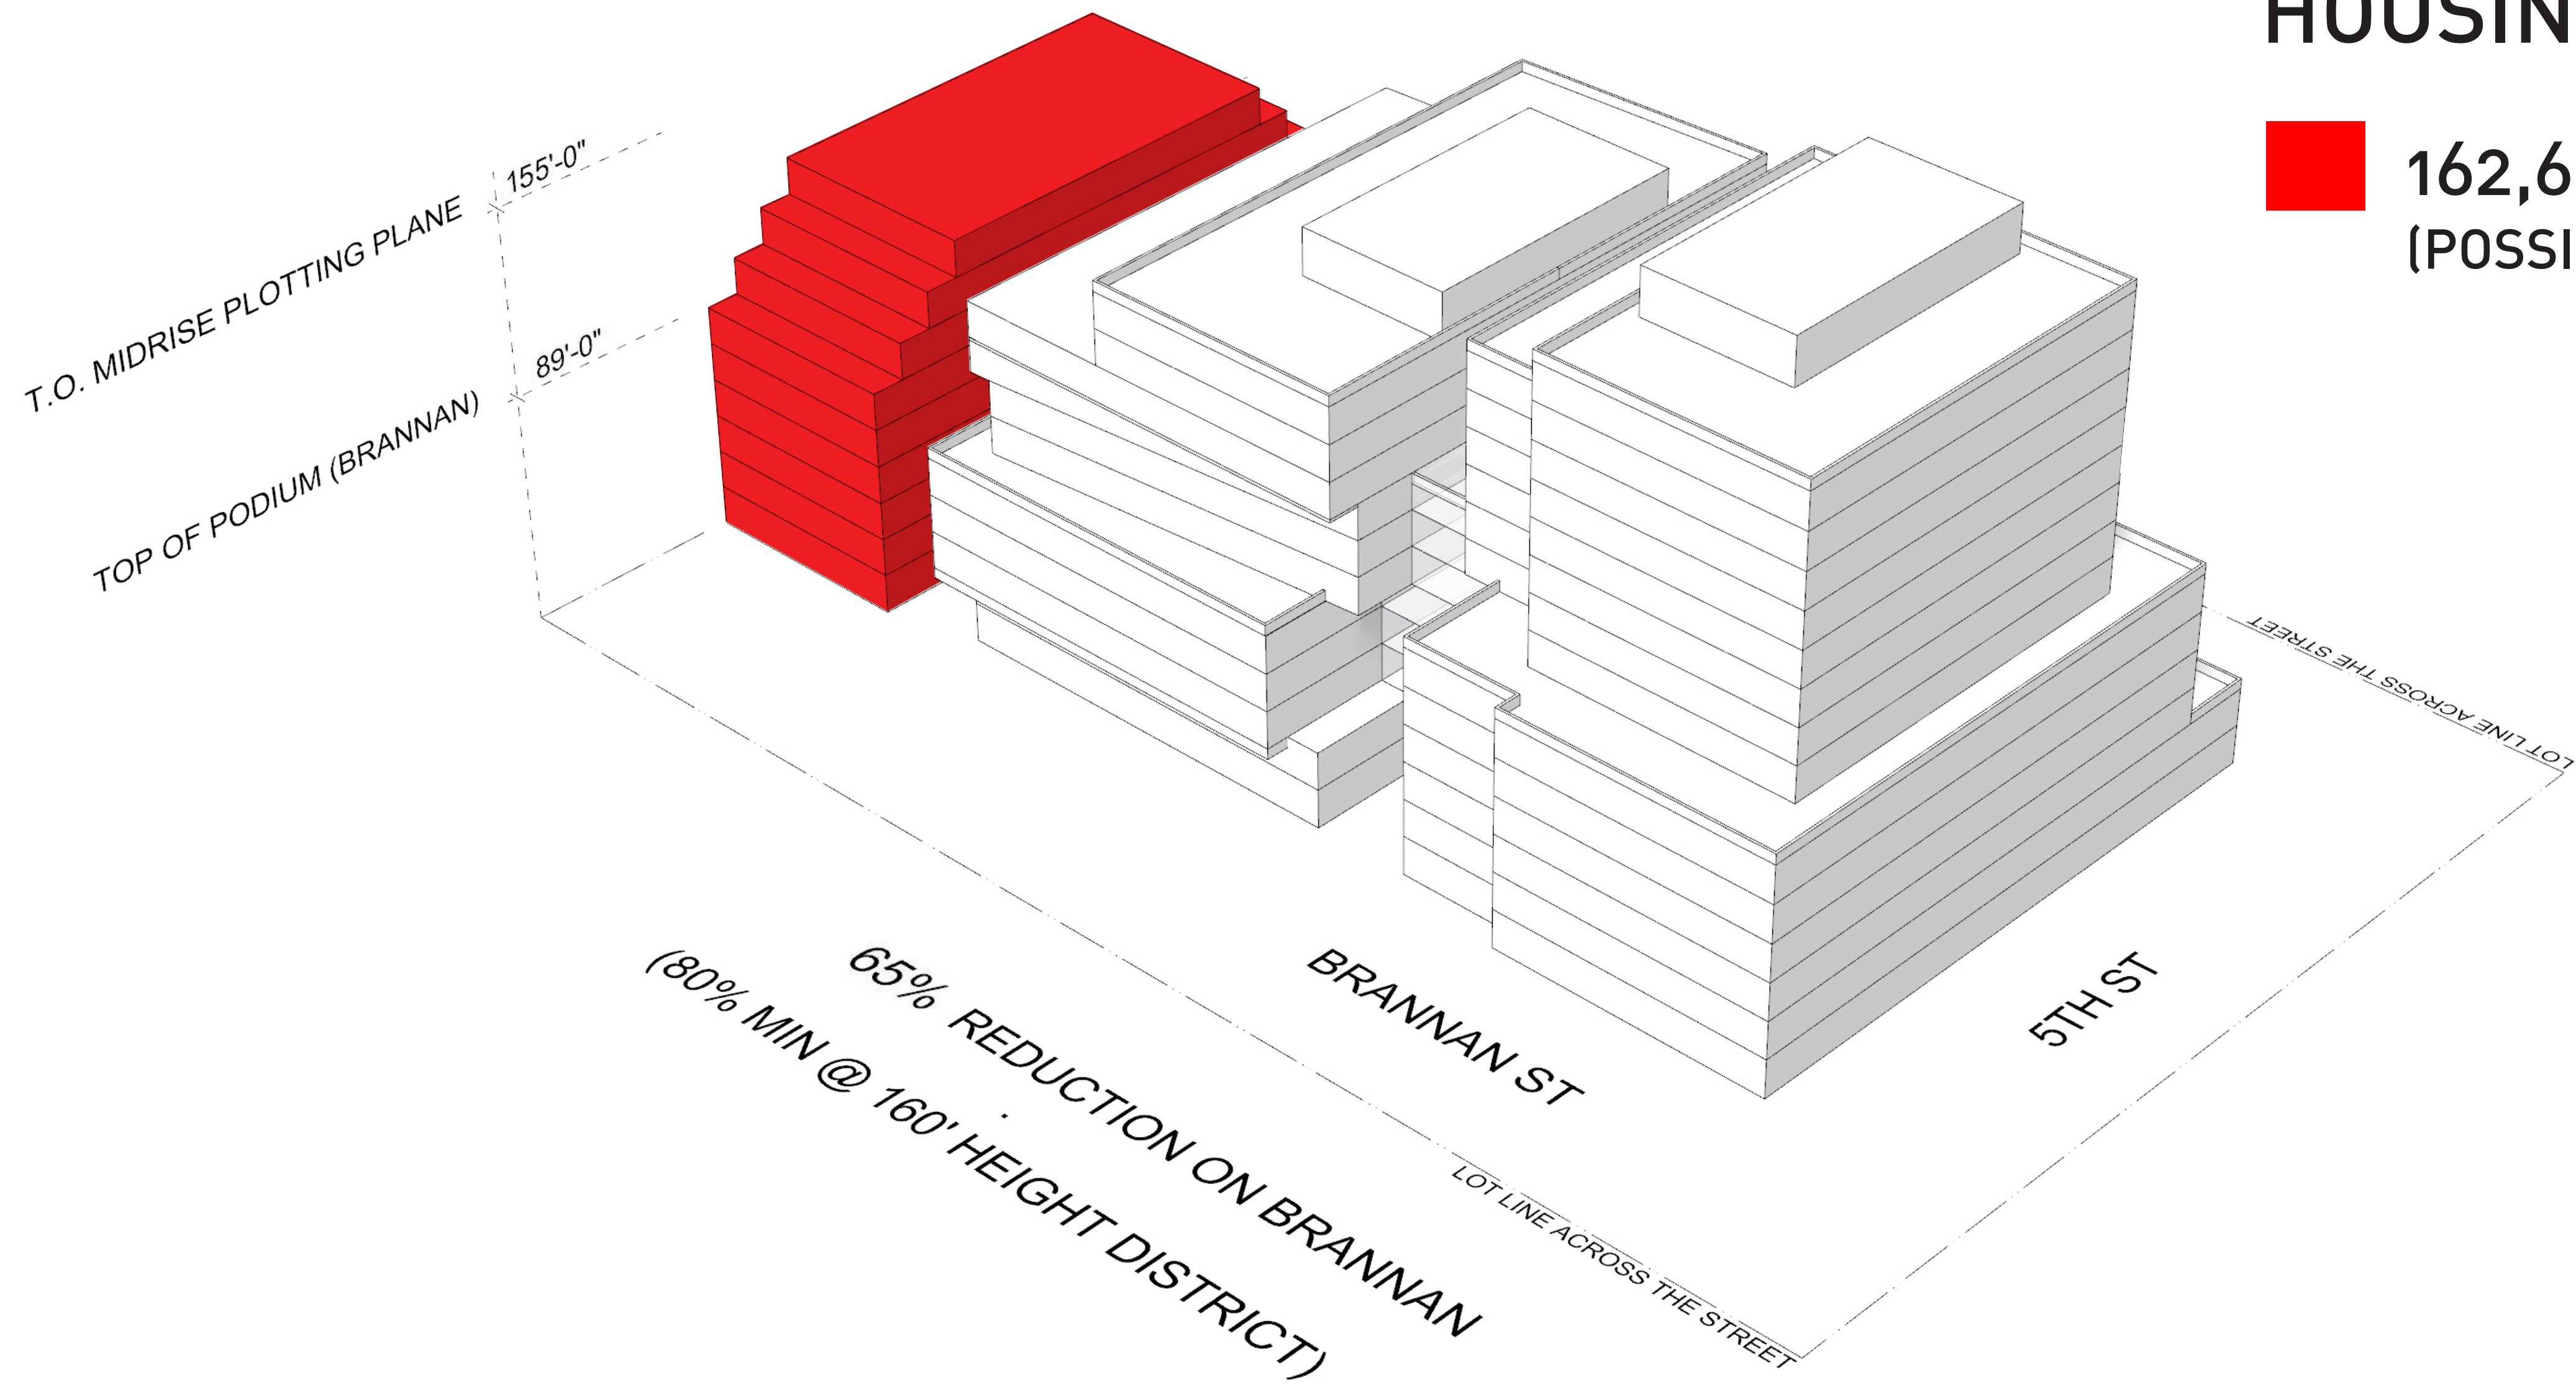 HOUSIN
162,6
(POSSI
155'-0"
T.O. MIDRISE PLOTTING PLANE
89'-0"
TOP OF PODIUM (BRANNAN)
LOT LINE ACROSS THE STREET
BRANNAN ST
5TH ST
65% REDUCTION ON BRANNAN
(80% MIN @ 160' HEIGHT DISTRICT)
LOT LINE ACROSS THE STREET